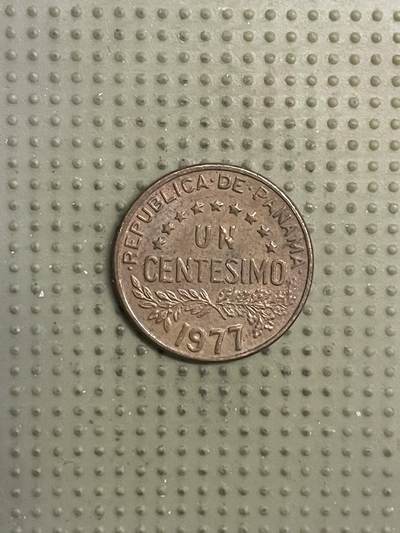 ·REPUBLICA·DE·PANAMA·
UN
CENTESIMO
1977